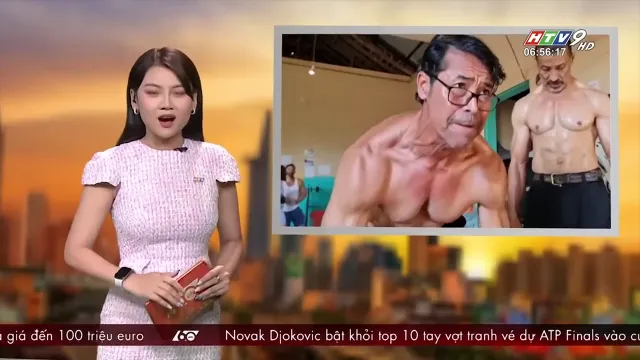 HTV9 HD
06:56:17
giá đến 100 triệu euro
60 Novak Djokovic bật khỏi top 10 tay vợt tranh vé dự ATP Finals vào c